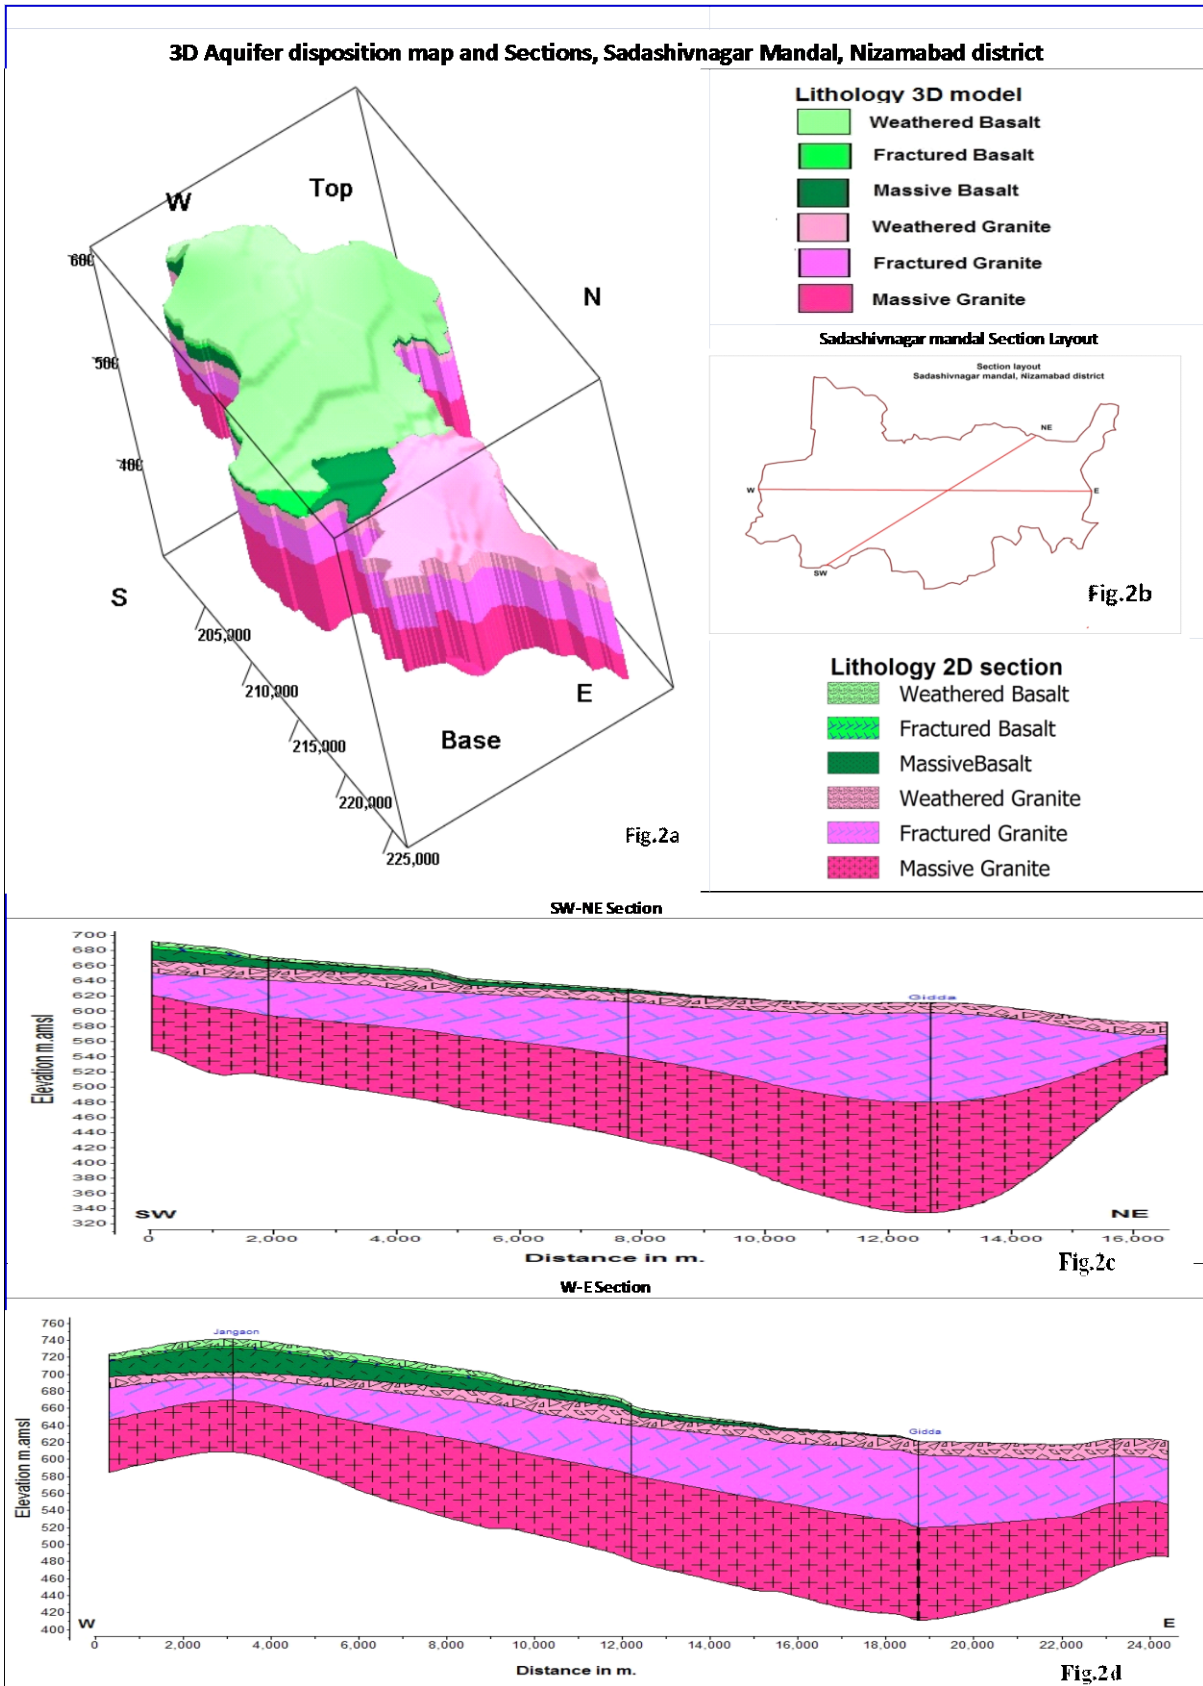 3D Aquifer disposition map and Sections, Sadashivnagar Mandal, Nizamabad district
W
Top
N
600
500
400
S
205,000
210,000
215,000
220,000
225,000
E
Base
Fig.2a
Lithology 3D model
Weathered Basalt
Fractured Basalt
Massive Basalt
Weathered Granite
Fractured Granite
Massive Granite
Sadashivnagar mandal Section Layout
Section layout
Sadashivnagar mandal, Nizamabad district
NE
W
E
SW
Fig.2b
Lithology 2D section
Weathered Basalt
Fractured Basalt
MassiveBasalt
Weathered Granite
Fractured Granite
Massive Granite
SW-NE Section
Elevation m.amsl
700
680
660
640
620
600
580
560
540
520
500
480
460
440
420
400
380
360
340
320
Gidda
SW
NE
0 2,000 4,000 6,000 8,000 10,000 12,000 14,000 16,000
Distance in m.
Fig.2c
W-E Section
Elevation m.amsl
760
740
720
700
680
660
640
620
600
580
560
540
520
500
480
460
440
420
400
Jangaon
Gidda
W
E
0 2,000 4,000 6,000 8,000 10,000 12,000 14,000 16,000 18,000 20,000 22,000 24,000
Distance in m.
Fig.2d